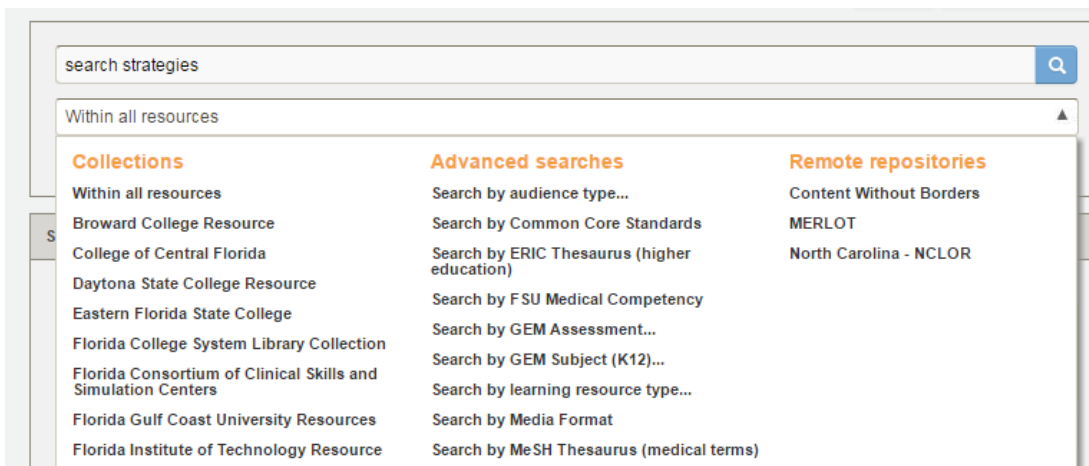 search strategies
Within all resources
Collections
Within all resources
Broward College Resource
College of Central Florida
Daytona State College Resource
Eastern Florida State College
Florida College System Library Collection
Florida Consortium of Clinical Skills and
Simulation Centers
Florida Gulf Coast University Resources
Florida Institute of Technology Resource
Advanced searches
Search by audience type...
Search by Common Core Standards
Search by ERIC Thesaurus (higher
education)
Search by FSU Medical Competency
Search by GEM Assessment...
Search by GEM Subject (K12)...
Search by learning resource type...
Search by Media Format
Search by MeSH Thesaurus (medical terms)
Remote repositories
Content Without Borders
MERLOT
North Carolina - NCLOR